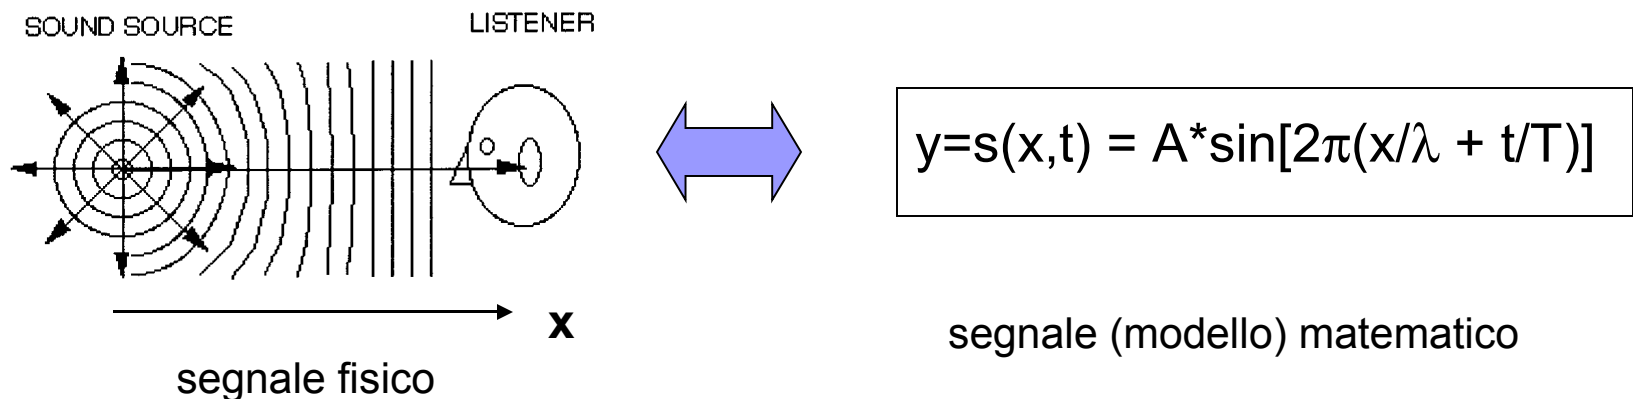 SOUND SOURCE
LISTENER
x
segnale fisico
y=s(x,t) = A*sin[2π(x/λ + t/T)]
segnale (modello) matematico